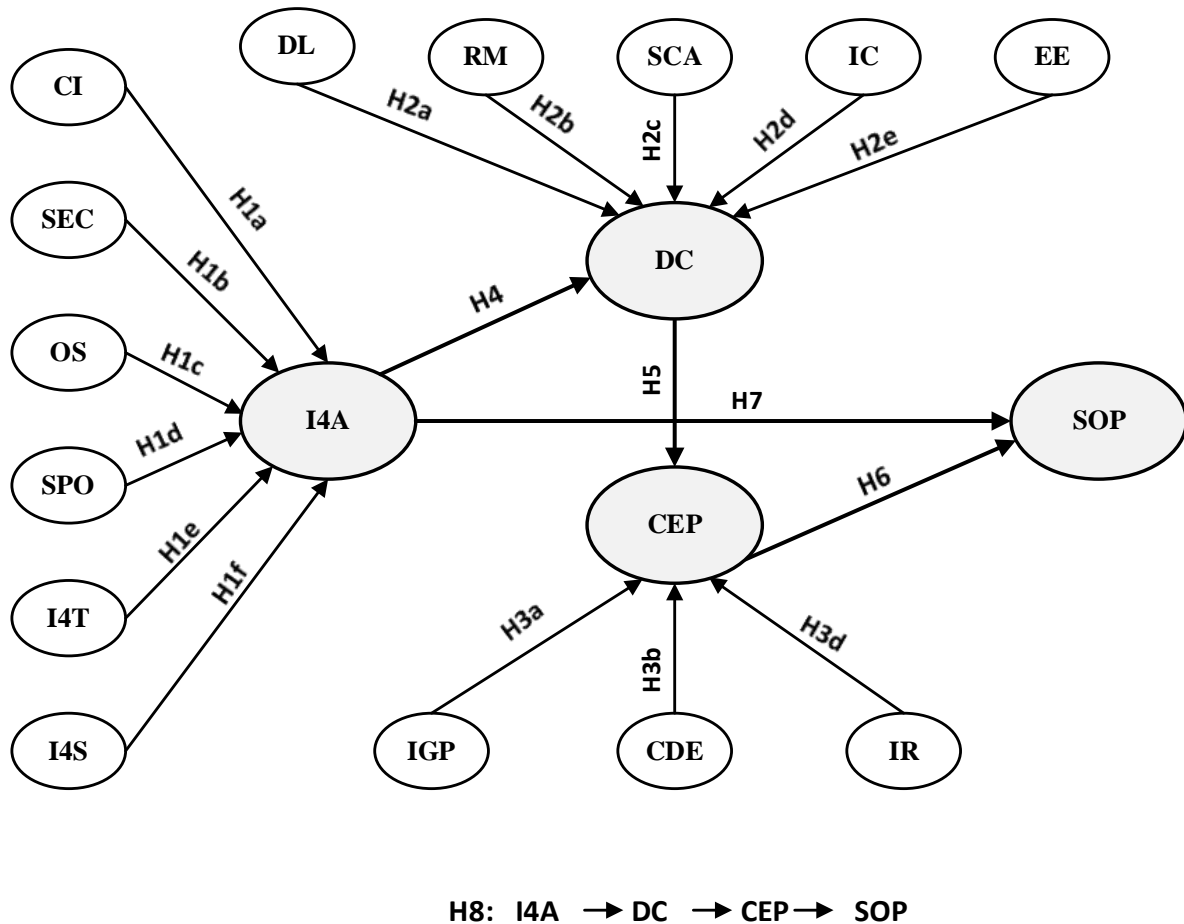 DL
RM
SCA
IC
EE
CI
H2a
H2b
H2c
H2d
H2e
SEC
H1a
H1b
DC
OS
H1c
H4
I4A
H5
H7
SOP
SPO
H1d
H6
CEP
I4T
H1e
H1f
H3a
H3b
H3d
I4S
IGP
CDE
IR
H8: I4A → DC → CEP → SOP